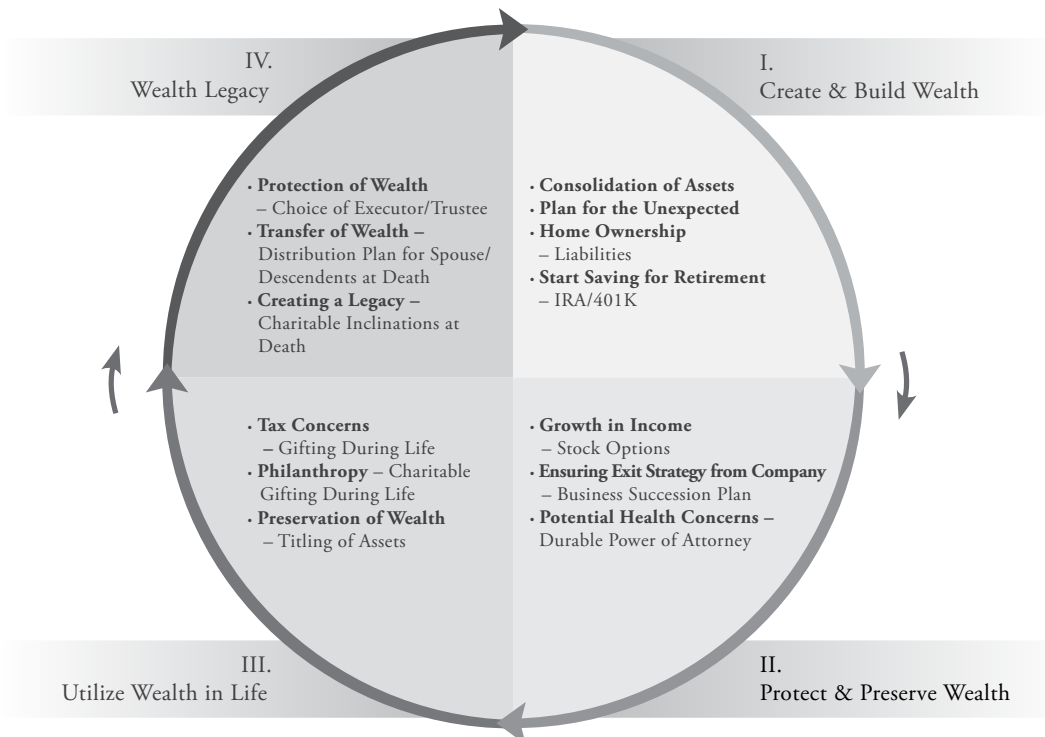 IV.
Wealth Legacy
I.
Create & Build Wealth
· Protection of Wealth
– Choice of Executor/Trustee
· Transfer of Wealth –
Distribution Plan for Spouse/
Descendents at Death
· Creating a Legacy –
Charitable Inclinations at
Death
· Consolidation of Assets
· Plan for the Unexpected
· Home Ownership
– Liabilities
· Start Saving for Retirement
– IRA/401K
· Tax Concerns
– Gifting During Life
· Philanthropy – Charitable
Gifting During Life
· Preservation of Wealth
– Titling of Assets
· Growth in Income
– Stock Options
· Ensuring Exit Strategy from Company
– Business Succession Plan
· Potential Health Concerns –
Durable Power of Attorney
III.
Utilize Wealth in Life
II.
Protect & Preserve Wealth